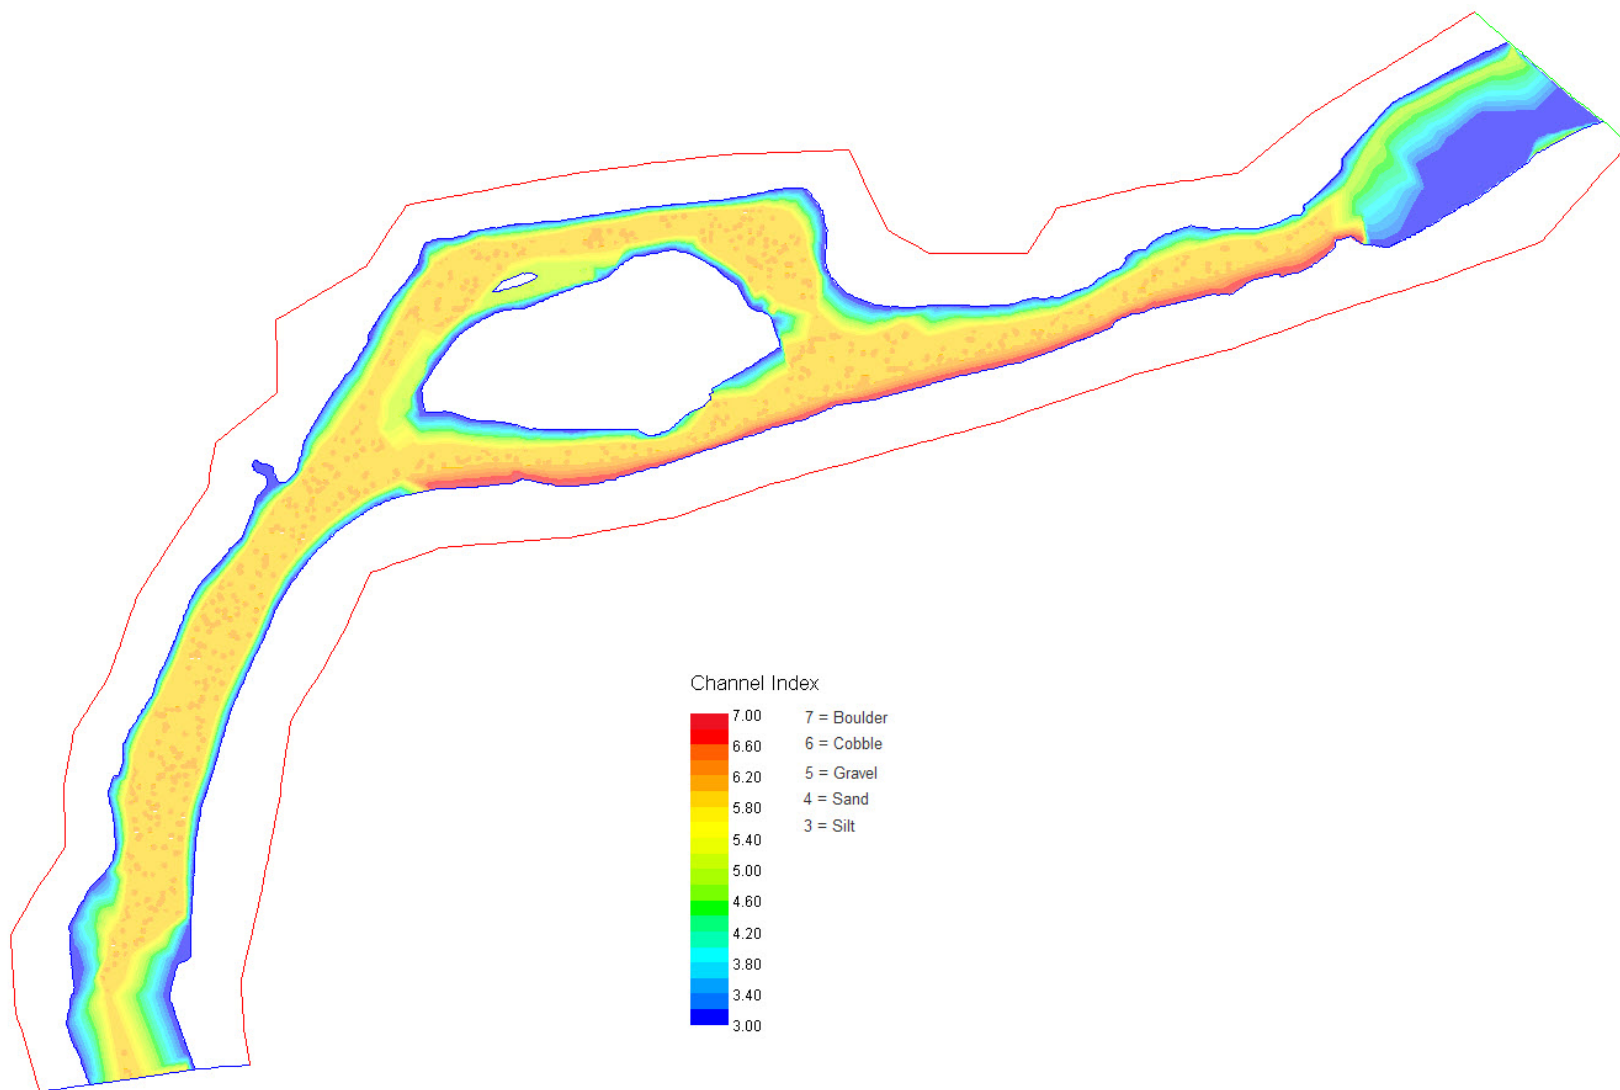 Channel Index
7.00
6.60
6.20
5.80
5.40
5.00
4.60
4.20
3.80
3.40
3.00
7 = Boulder
6 = Cobble
5 = Gravel
4 = Sand
3 = Silt